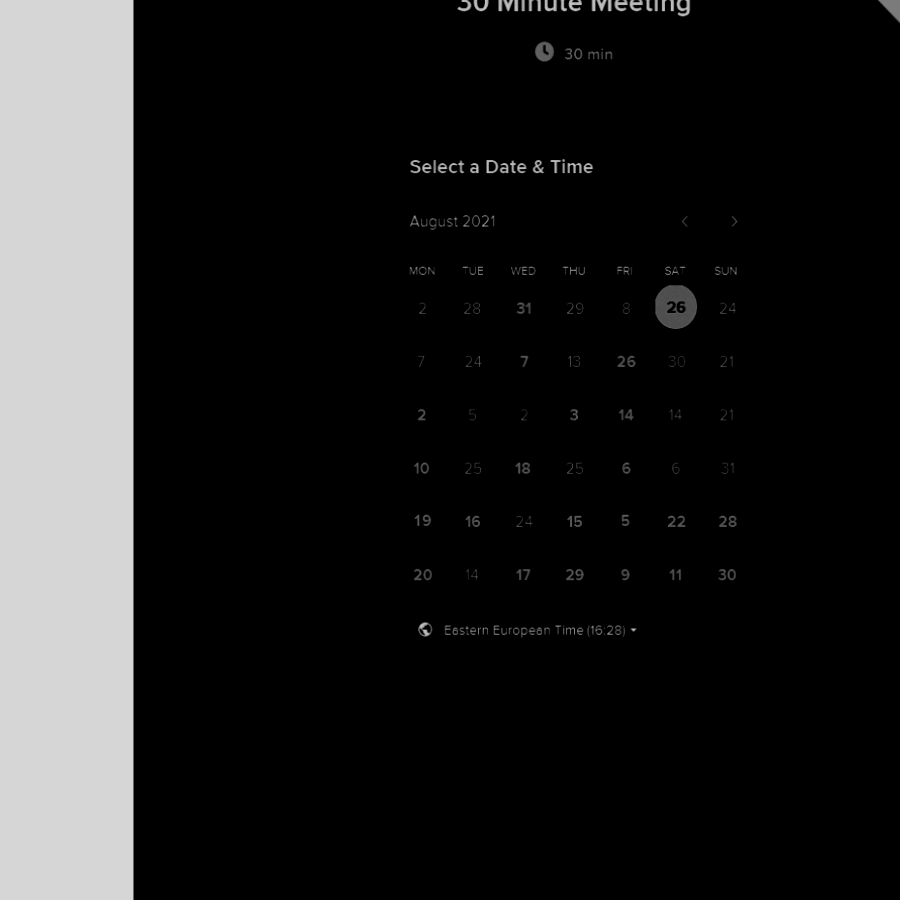 30 Minute Meeting
30 min
Select a Date & Time
August 2021
MON TUE WED THU FRI SAT SUN
2 28 31 29 8 26 24
7 24 7 13 26 30 21
2 5 2 3 14 14 21
10 25 18 25 6 6 31
19 16 24 15 5 22 28
20 14 17 29 9 11 30
Eastern European Time (16:28)